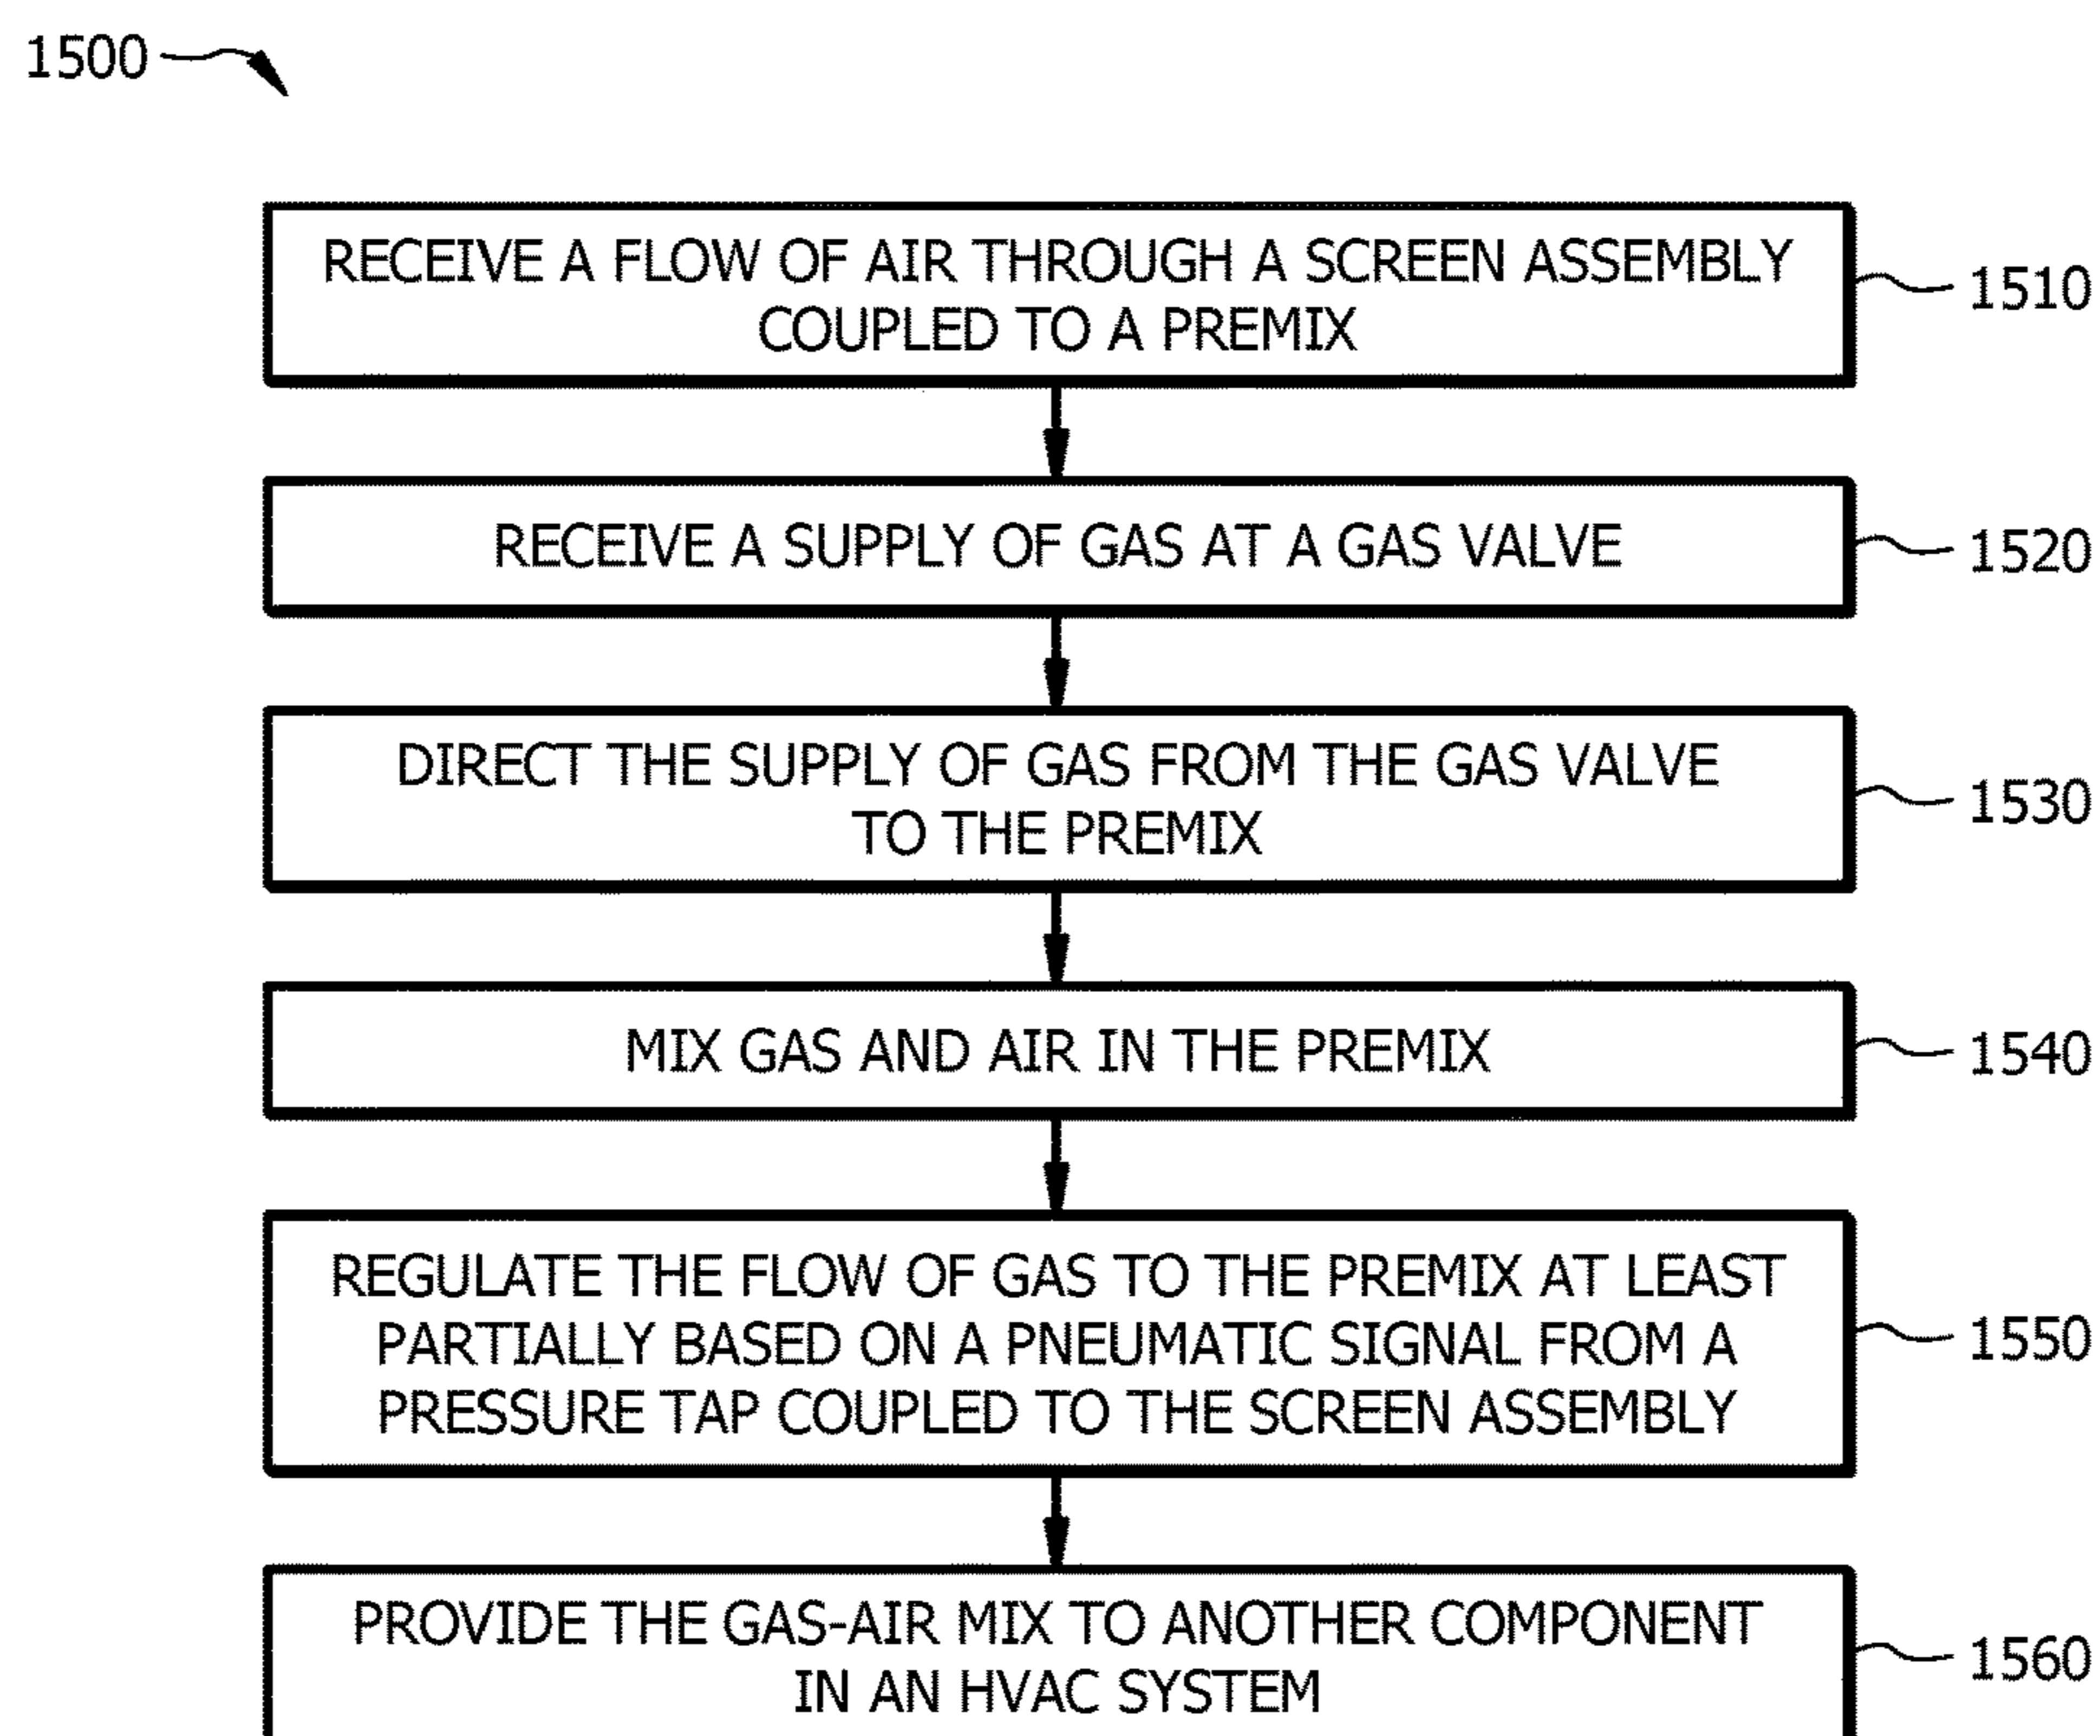 1500
RECEIVE A FLOW OF AIR THROUGH A SCREEN ASSEMBLY
COUPLED TO A PREMIX
1510
RECEIVE A SUPPLY OF GAS AT A GAS VALVE
1520
DIRECT THE SUPPLY OF GAS FROM THE GAS VALVE
TO THE PREMIX
1530
MIX GAS AND AIR IN THE PREMIX
1540
REGULATE THE FLOW OF GAS TO THE PREMIX AT LEAST
PARTIALLY BASED ON A PNEUMATIC SIGNAL FROM A
PRESSURE TAP COUPLED TO THE SCREEN ASSEMBLY
1550
PROVIDE THE GAS-AIR MIX TO ANOTHER COMPONENT
IN AN HVAC SYSTEM
1560